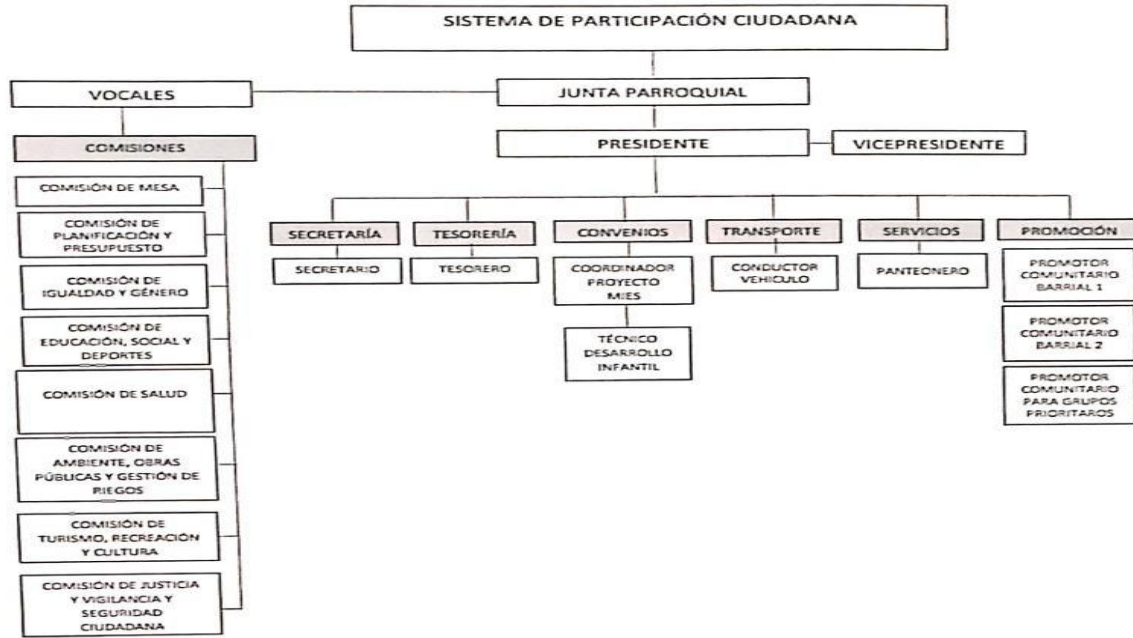 SISTEMA DE PARTICIPACIÓN CIUDADANA
VOCALES
JUNTA PARROQUIAL
COMISIONES
PRESIDENTE
VICEPRESIDENTE
COMISIÓN DE MESA
COMISIÓN DE
PLANIFICACIÓN Y
PRESUPUESTO
COMISIÓN DE
IGUALDAD Y GÉNERO
COMISIÓN DE
EDUCACIÓN, SOCIAL Y
DEPORTES
COMISIÓN DE SALUD
COMISIÓN DE
AMBIENTE, OBRAS
PÚBLICAS Y GESTIÓN DE
RIEGOS
COMISIÓN DE
TURISMO, RECREACIÓN
Y CULTURA
COMISIÓN DE JUSTICIA
Y VIGILANCIA Y
SEGURIDAD
CIUDADANA
SECRETARÍA
SECRETARIO
TESORERÍA
TESORERO
CONVENIOS
COORDINADOR
PROYECTO
MIES
TÉCNICO
DESARROLLO
INFANTIL
TRANSPORTE
CONDUCTOR
VEHICULO
SERVICIOS
PANTEONERO
PROMOCIÓN
PROMOTOR
COMUNITARIO
BARRIAL 1
PROMOTOR
COMUNITARIO
BARRIAL 2
PROMOTOR
COMUNITARIO
PARA GRUPOS
PRIORITAROS